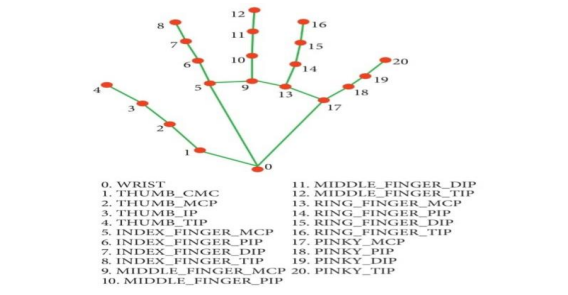 12
16
8
11
7
15
10
6
14
20
4
5
9
13
19
18
3
17
2
1
0
0. WRIST
1. THUMB_CMC
2. THUMB_MCP
3. THUMB_IP
4. THUMB_TIP
5. INDEX_FINGER_MCP
6. INDEX_FINGER_PIP
7. INDEX_FINGER_DIP
8. INDEX_FINGER_TIP
9. MIDDLE_FINGER_MCP
10. MIDDLE_FINGER_PIP
11. MIDDLE_FINGER_DIP
12. MIDDLE_FINGER_TIP
13. RING_FINGER_MCP
14. RING_FINGER_PIP
15. RING_FINGER_DIP
16. RING_FINGER_TIP
17. PINKY_MCP
18. PINKY_PIP
19. PINKY_DIP
20. PINKY_TIP